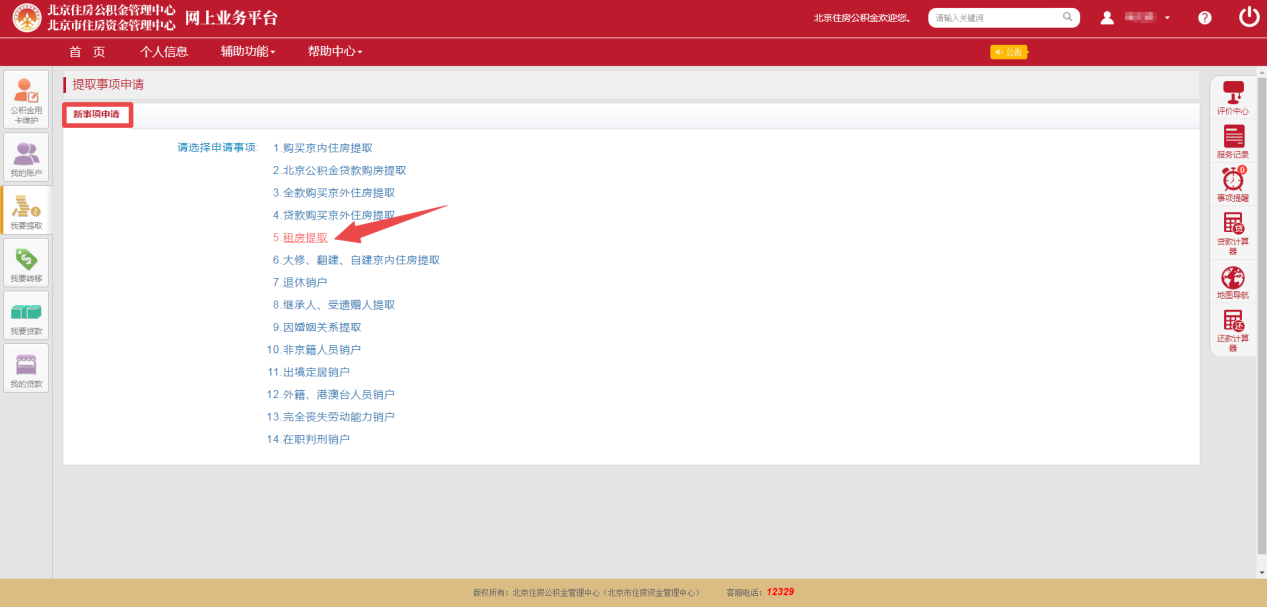 北京住房公积金管理中心
北京市住房资金管理中心
网上业务平台
北京住房公积金欢迎您。
请输入关键词
首 页
个人信息
辅助功能
帮助中心
公告
公积金用
卡维护
我的账户
我要提取
我要转移
我要贷款
我的贷款
提取事项申请
新事项申请
请选择申请事项:
1.购买京内住房提取
2.北京公积金贷款购房提取
3.全款购买京外住房提取
4.贷款购买京外住房提取
5.租房提取
6.大修、翻建、自建京内住房提取
7.退休销户
8.继承人、受遗赠人提取
9.因婚姻关系提取
10.非京籍人员销户
11.出境定居销户
12.外籍、港澳台人员销户
13.完全丧失劳动能力销户
14.在职判刑销户
评价中心
服务记录
0
事项提醒
贷
贷款计算
器
地图导航
还
还款计算
器
版权所有: 北京住房公积金管理中心（北京市住房资金管理中心） 客服电话: 12329